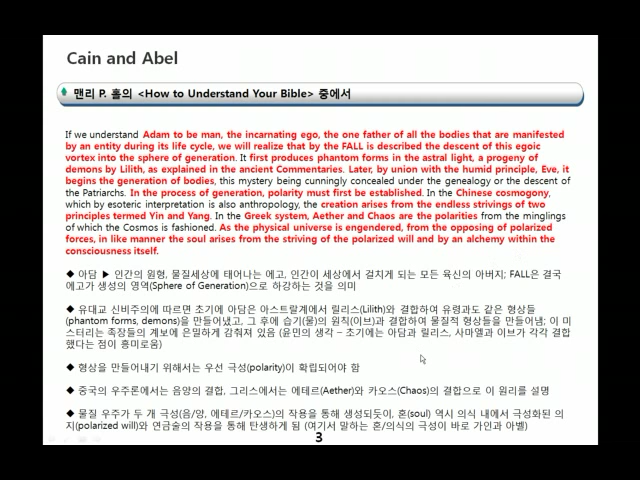 Cain and Abel
맨리 P. 홀의 <How to Understand Your Bible> 중에서
If we understand Adam to be man, the incarnating ego, the one father of all the bodies that are manifested
by an entity during its life cycle, we will realize that by the FALL is described the descent of this egoic
vortex into the sphere of generation. It first produces phantom forms in the astral light, a progeny of
demons by Lilith, as explained in the ancient Commentaries. Later, by union with the humid principle, Eve, it
begins the generation of bodies, this mystery being cunningly concealed under the genealogy or the descent of
the Patriarchs. In the process of generation, polarity must first be established. In the Chinese cosmogony,
which by esoteric interpretation is also anthropology, the creation arises from the endless strivings of two
principles termed Yin and Yang. In the Greek system, Aether and Chaos are the polarities from the minglings
of which the Cosmos is fashioned. As the physical universe is engendered, from the opposing of polarized
forces, in like manner the soul arises from the striving of the polarized will and by an alchemy within the
consciousness itself.
◆ 아담 ▶ 인간의 원형, 물질세상에 태어나는 에고, 인간이 세상에서 걸치게 되는 모든 육신의 아버지; FALL은 결국
에고가 생성의 영역(Sphere of Generation)으로 하강하는 것을 의미
◆ 유대교 신비주의에 따르면 초기에 아담은 아스트랄계에서 릴리스(Lilith)와 결합하여 유령과도 같은 형상들
(phantom forms, demons)을 만들어냈고, 그 후에 습기(물)의 원칙(이브)과 결합하여 물질적 형상들을 만들어냄; 이 미
스터리는 족장들의 계보에 은밀하게 감춰져 있음 (윤민의 생각 – 초기에는 아담과 릴리스, 사마엘과 이브가 각각 결합
했다는 점이 흥미로움)
◆ 형상을 만들어내기 위해서는 우선 극성(polarity)이 확립되어야 함
◆ 중국의 우주론에서는 음양의 결합, 그리스에서는 에테르(Aether)와 카오스(Chaos)의 결합으로 이 원리를 설명
◆ 물질 우주가 두 개 극성(음/양, 에테르/카오스)의 작용을 통해 생성되듯이, 혼(soul) 역시 의식 내에서 극성화된 의
지(polarized will)와 연금술의 작용을 통해 탄생하게 됨 (여기서 말하는 혼/의식의 극성이 바로 가인과 아벨)
3